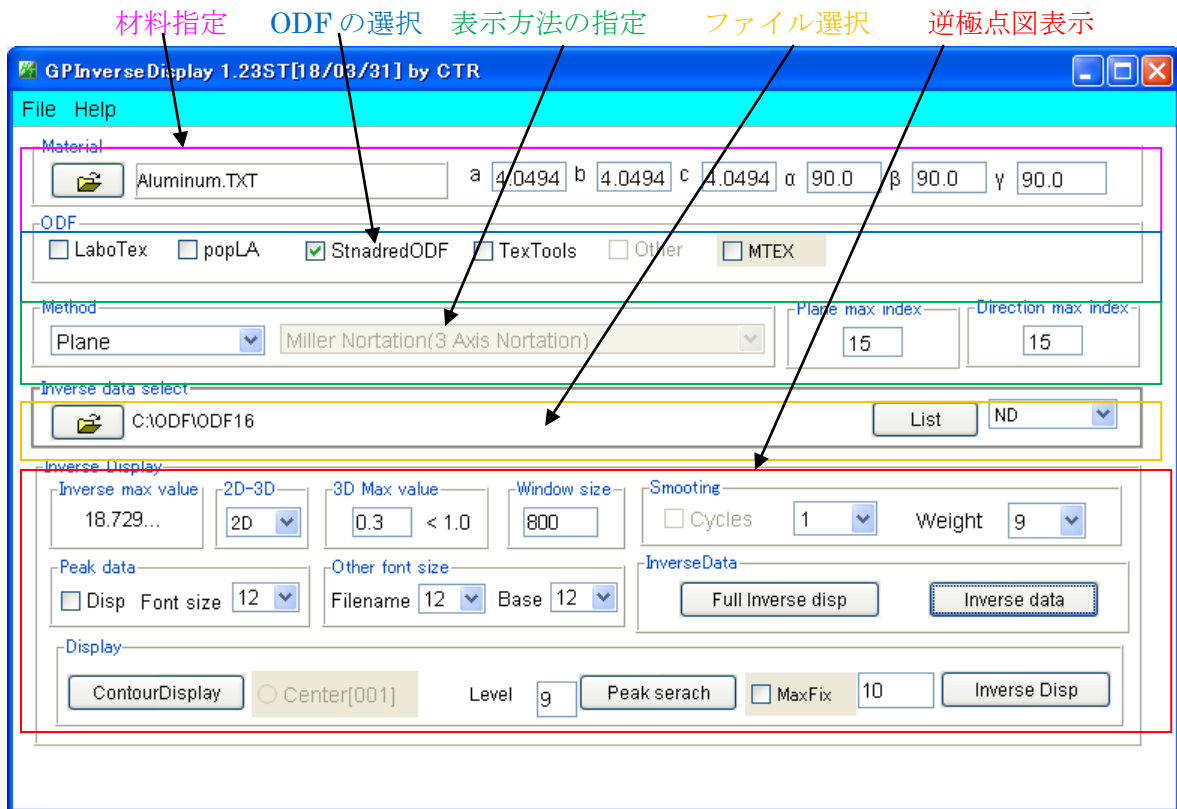 材料指定 ODFの選択 表示方法の指定 ファイル選択 逆極点図表示
GPInverseDisplay 1.23ST[18/03/31] by CTR
File Help
Material
Aluminum.TXT a 4.0494 b 4.0494 c 4.0494 α 90.0 β 90.0 γ 90.0
ODF
LaboTex popLA StnadredODF TexTools Other MTEX
Method Plane max index Direction max index
Plane Miller Nortation(3 Axis Nortation) 15 15
Inverse data select
C:\ODF\ODF16 List ND
Inverse Display
Inverse max value 2D-3D 3D Max value Window size Smooting
18.729... 2D 0.3 < 1.0 800 Cycles 1 Weight 9
Peak data Other font size InverseData
Disp Font size 12 Filename 12 Base 12 Full Inverse disp Inverse data
Display
ContourDisplay Center[001] Level 9 Peak serach MaxFix 10 Inverse Disp